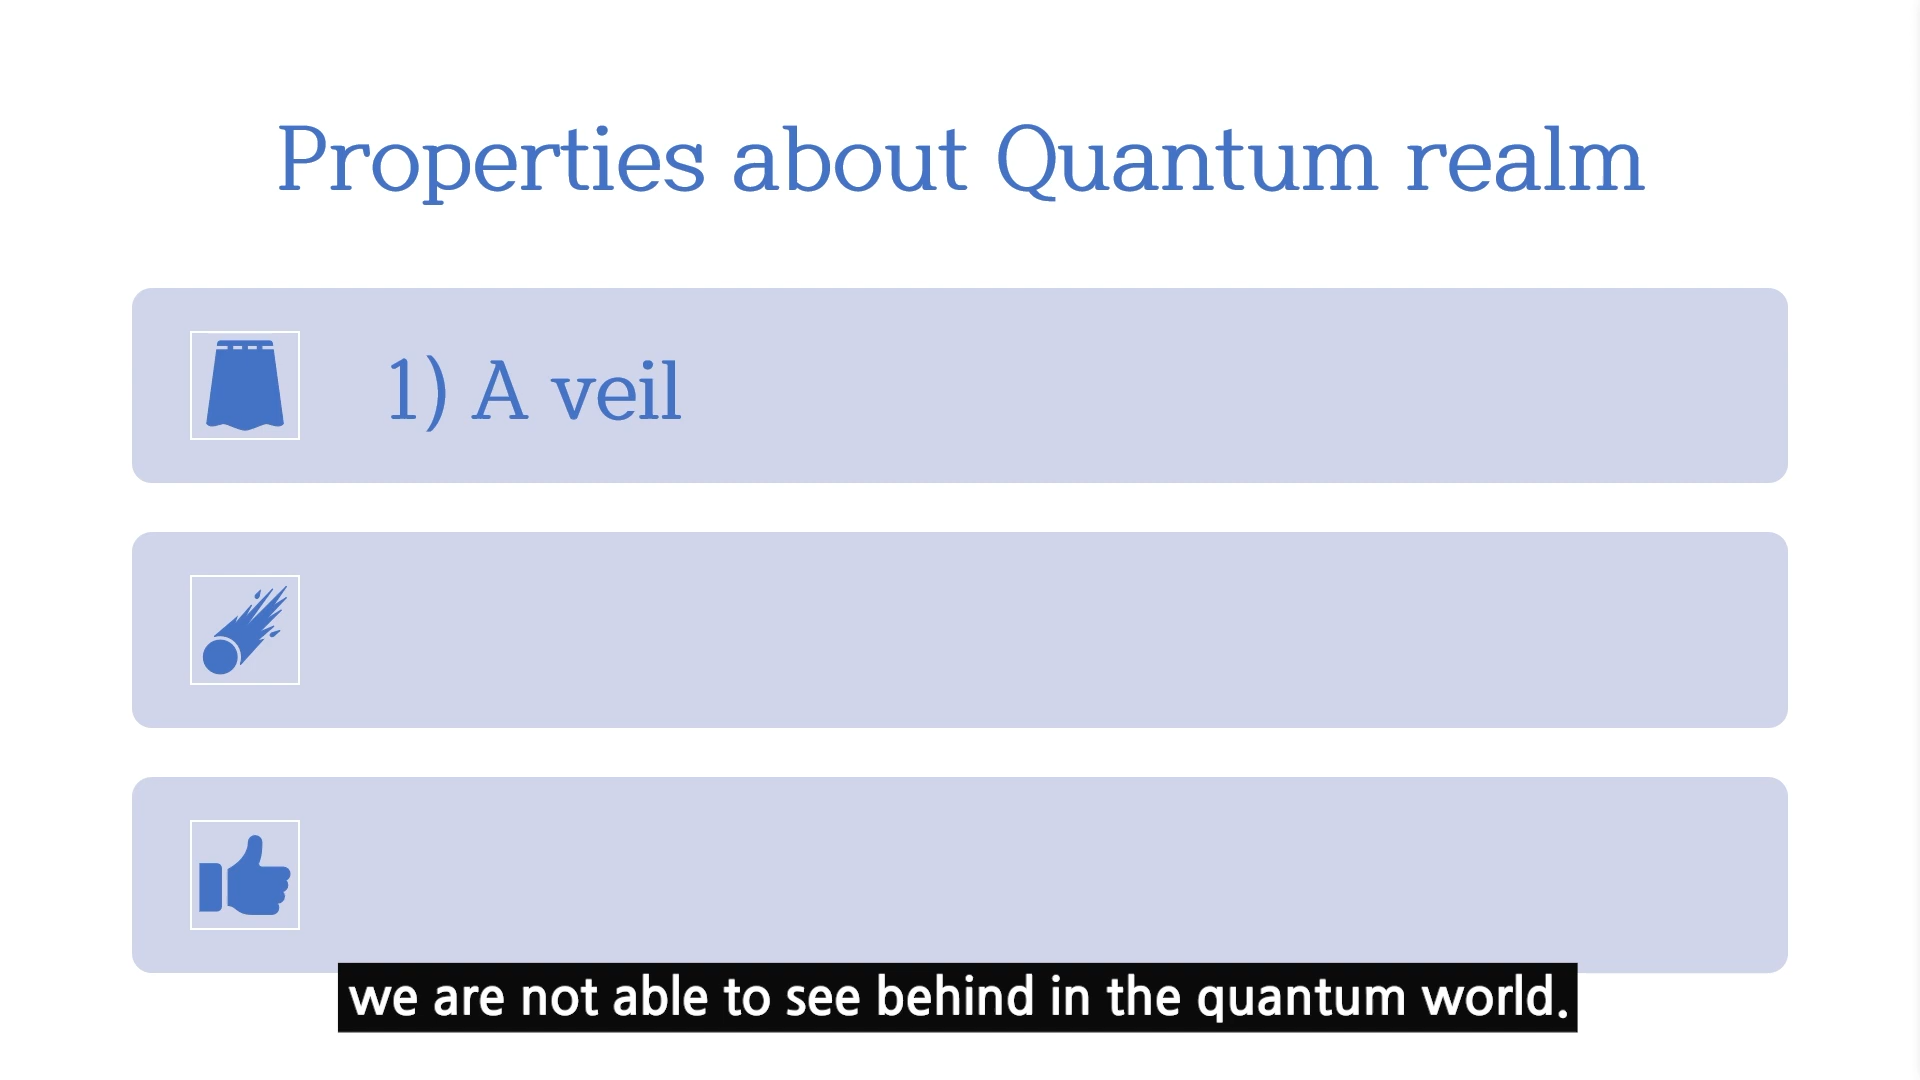 Properties about Quantum realm
1) A veil
we are not able to see behind in the quantum world.